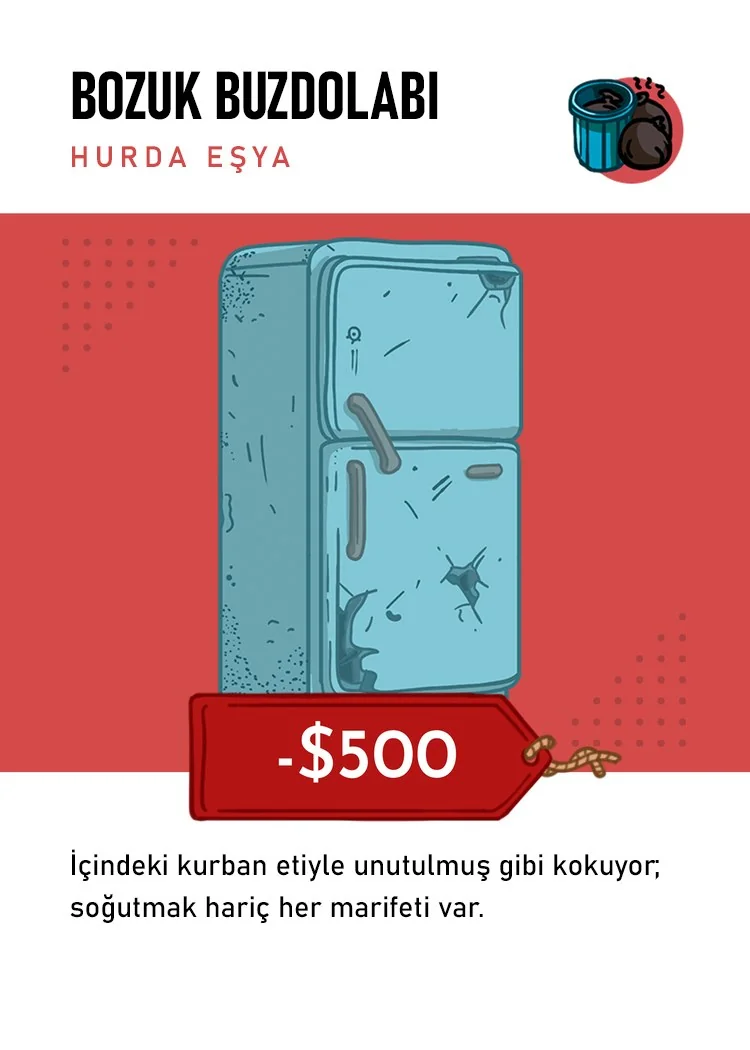 BOZUK BUZDOLABI
HURDA EŞYA
-$500
İçindeki kurban etiyle unutulmuş gibi kokuyor;
soğutmak hariç her marifeti var.